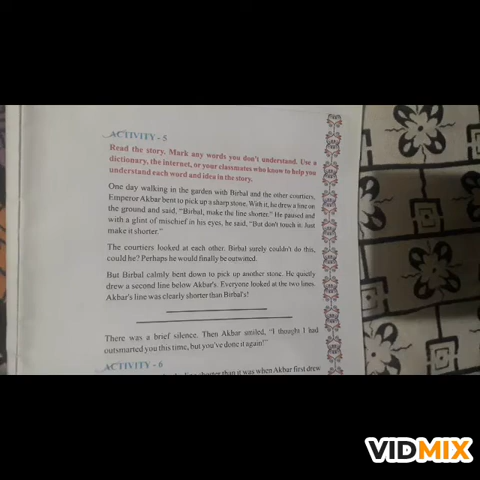 ACTIVITY - 5
Read the story. Mark any words you don't understand. Use a
dictionary, the internet, or your classmates who know to help you
understand each word and idea in the story.
One day walking in the garden with Birbal and the other courtiers,
Emperor Akbar bent to pick up a sharp stone. With it, he drew a line on
the ground and said, "Birbal, make the line shorter." He paused and
with a glint of mischief in his eyes, he said, "But don't touch it. Just
make it shorter."
The courtiers looked at each other. Birbal surely couldn't do this,
could he? Perhaps he would finally be outwitted.
But Birbal calmly bent down to pick up another stone. He quietly
drew a second line below Akbar's. Everyone looked at the two lines.
Akbar's line was clearly shorter than Birbal's!
There was a brief silence. Then Akbar smiled, "I thought I had
outsmarted you this time, but you've done it again!"
ACTIVITY - 6
shorter than it was when Akbar first drew
VIDMIX